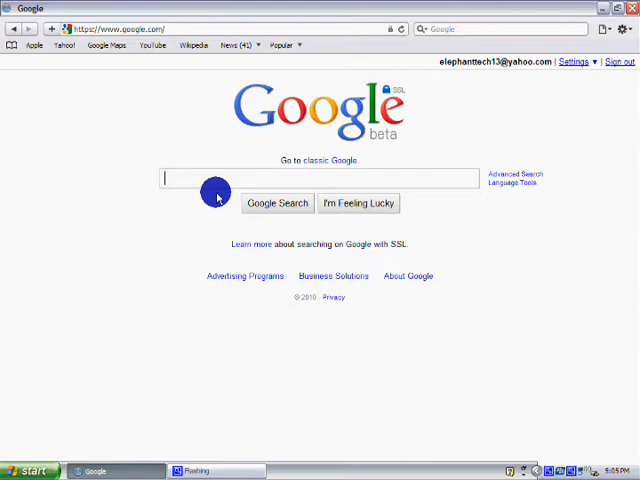 Google
https://www.google.com/
Google
Apple Yahoo! Google Maps YouTube Wikipedia News (41) ▼ Popular ▼
elephanttech13@yahoo.com | Settings ▼ | Sign out
Google
SSL
beta
Go to classic Google.
Advanced Search
Language Tools
Google Search
I'm Feeling Lucky
Learn more about searching on Google with SSL.
Advertising Programs Business Solutions About Google
© 2010 - Privacy
start Google Flashing 5:05 PM